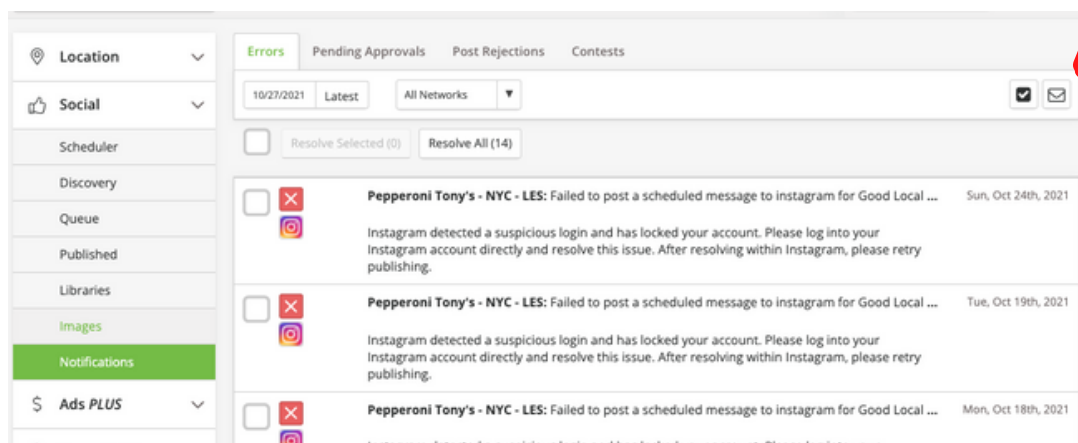 Location
Social
Scheduler
Discovery
Queue
Published
Libraries
Images
Notifications
$ Ads PLUS
Errors Pending Approvals Post Rejections Contests
10/27/2021 Latest All Networks
Resolve Selected (0) Resolve All (14)
Pepperoni Tony's - NYC - LES: Failed to post a scheduled message to instagram for Good Local ... Sun, Oct 24th, 2021
Instagram detected a suspicious login and has locked your account. Please log into your
Instagram account directly and resolve this issue. After resolving within Instagram, please retry
publishing.
Pepperoni Tony's - NYC - LES: Failed to post a scheduled message to instagram for Good Local ... Tue, Oct 19th, 2021
Instagram detected a suspicious login and has locked your account. Please log into your
Instagram account directly and resolve this issue. After resolving within Instagram, please retry
publishing.
Pepperoni Tony's - NYC - LES: Failed to post a scheduled message to instagram for Good Local ... Mon, Oct 18th, 2021